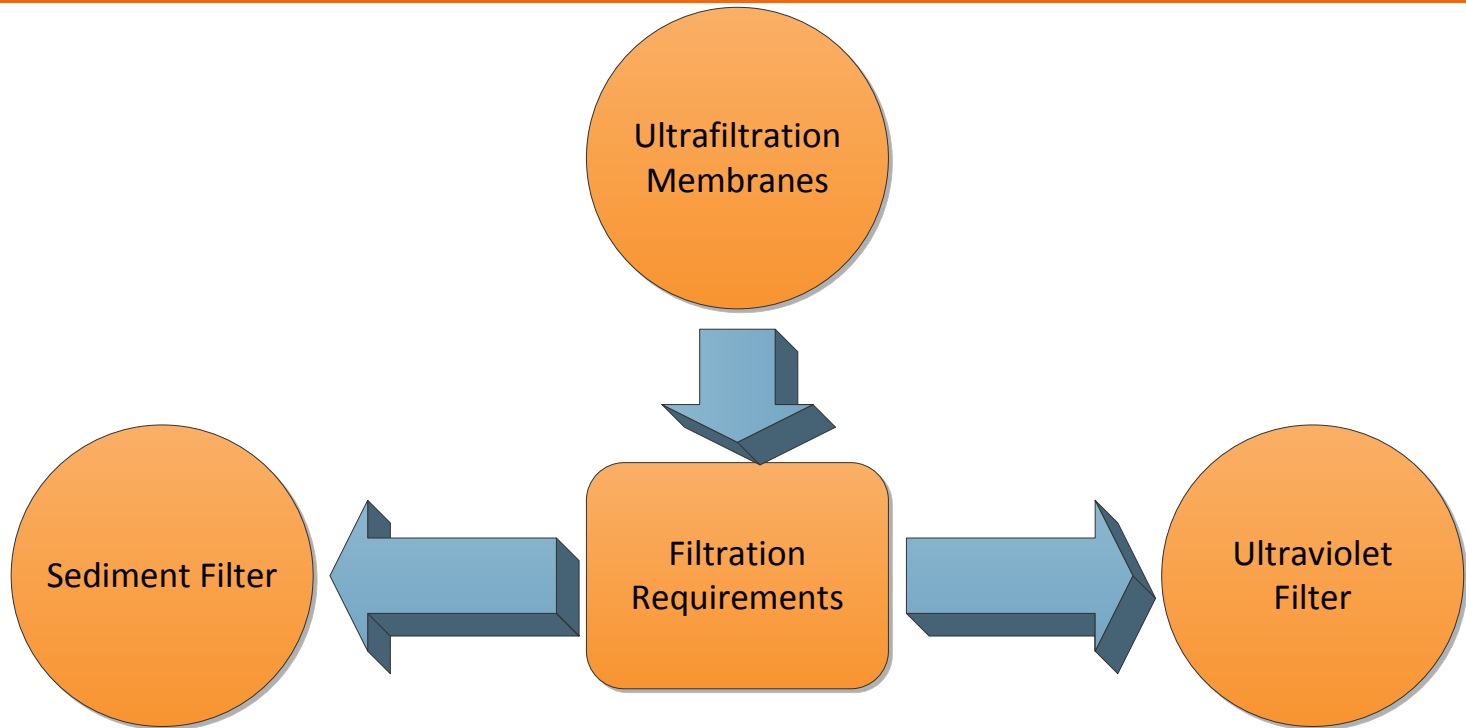 Ultrafiltration
Membranes
Sediment Filter
Filtration
Requirements
Ultraviolet
Filter